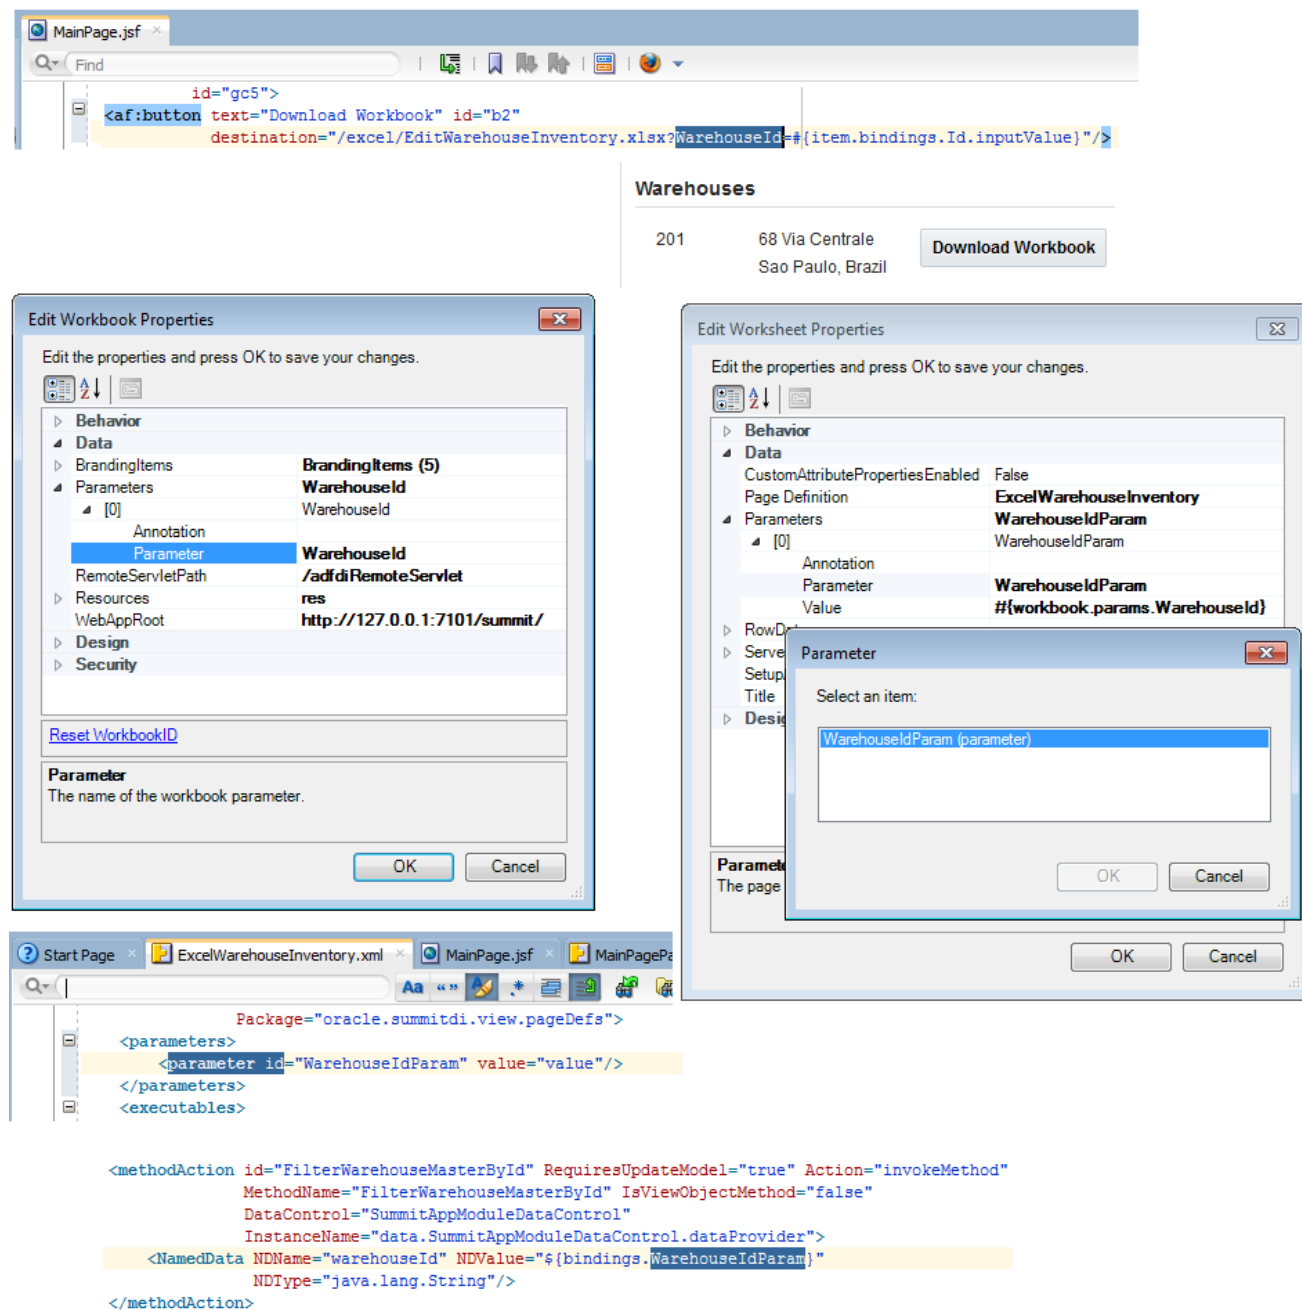 MainPage.jsf
Find
id="gc5">
<af:button text="Download Workbook" id="b2"
destination="/excel/EditWarehouseInventory.xlsx?WarehouseId=#{item.bindings.Id.inputValue}"/>
Warehouses
201 68 Via Centrale
Sao Paulo, Brazil
Download Workbook
Edit Workbook Properties
Edit the properties and press OK to save your changes.
Behavior
Data
BrandingItems BrandingItems (5)
Parameters WarehouseId
[0] WarehouseId
Annotation
Parameter WarehouseId
RemoteServletPath /adfdiRemoteServlet
Resources res
WebAppRoot http://127.0.0.1:7101/summit/
Design
Security
Reset WorkbookID
Parameter
The name of the workbook parameter.
OK Cancel
Edit Worksheet Properties
Edit the properties and press OK to save your changes.
Behavior
Data
CustomAttributePropertiesEnabled False
Page Definition ExcelWarehouseInventory
Parameters WarehouseIdParam
[0] WarehouseIdParam
Annotation
Parameter WarehouseIdParam
Value #{workbook.params.WarehouseId}
RowD
Serve
Setup
Title
Desig
Parameter
Select an item:
WarehouseIdParam (parameter)
OK Cancel
Paramet
The page
OK Cancel
Start Page ExcelWarehouseInventory.xml MainPage.jsf MainPagePa
Aa “” .*
Package="oracle.summitdi.view.pageDefs">
<parameters>
<parameter id="WarehouseIdParam" value="value"/>
</parameters>
<executables>
<methodAction id="FilterWarehouseMasterById" RequiresUpdateModel="true" Action="invokeMethod"
MethodName="FilterWarehouseMasterById" IsViewObjectMethod="false"
DataControl="SummitAppModuleDataControl"
InstanceName="data.SummitAppModuleDataControl.dataProvider">
<NamedData NDName="warehouseId" NDValue="${bindings.WarehouseIdParam}"
NDType="java.lang.String"/>
</methodAction>